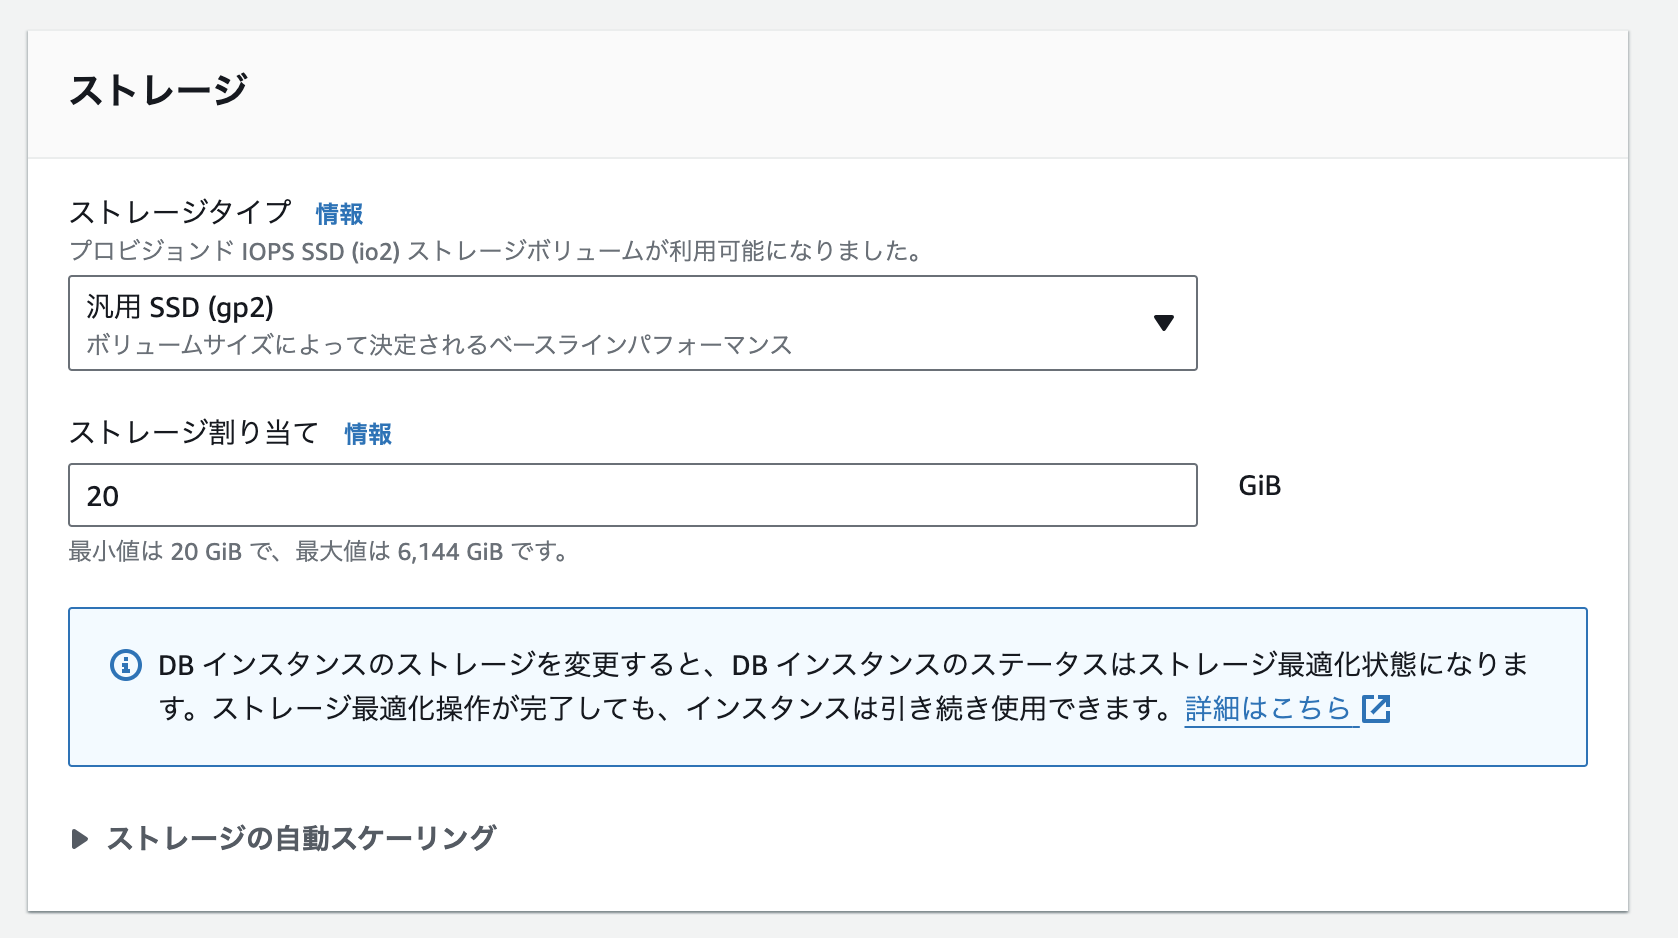 ストレージ
ストレージタイプ 情報
プロビジョンド IOPS SSD (io2) ストレージボリュームが利用可能になりました。
汎用 SSD (gp2)
ボリュームサイズによって決定されるベースラインパフォーマンス
ストレージ割り当て 情報
20
GiB
最小値は 20 GiB で、最大値は 6,144 GiB です。
DB インスタンスのストレージを変更すると、DB インスタンスのステータスはストレージ最適化状態になりま
す。ストレージ最適化操作が完了しても、インスタンスは引き続き使用できます。詳細はこちら
ストレージの自動スケーリング